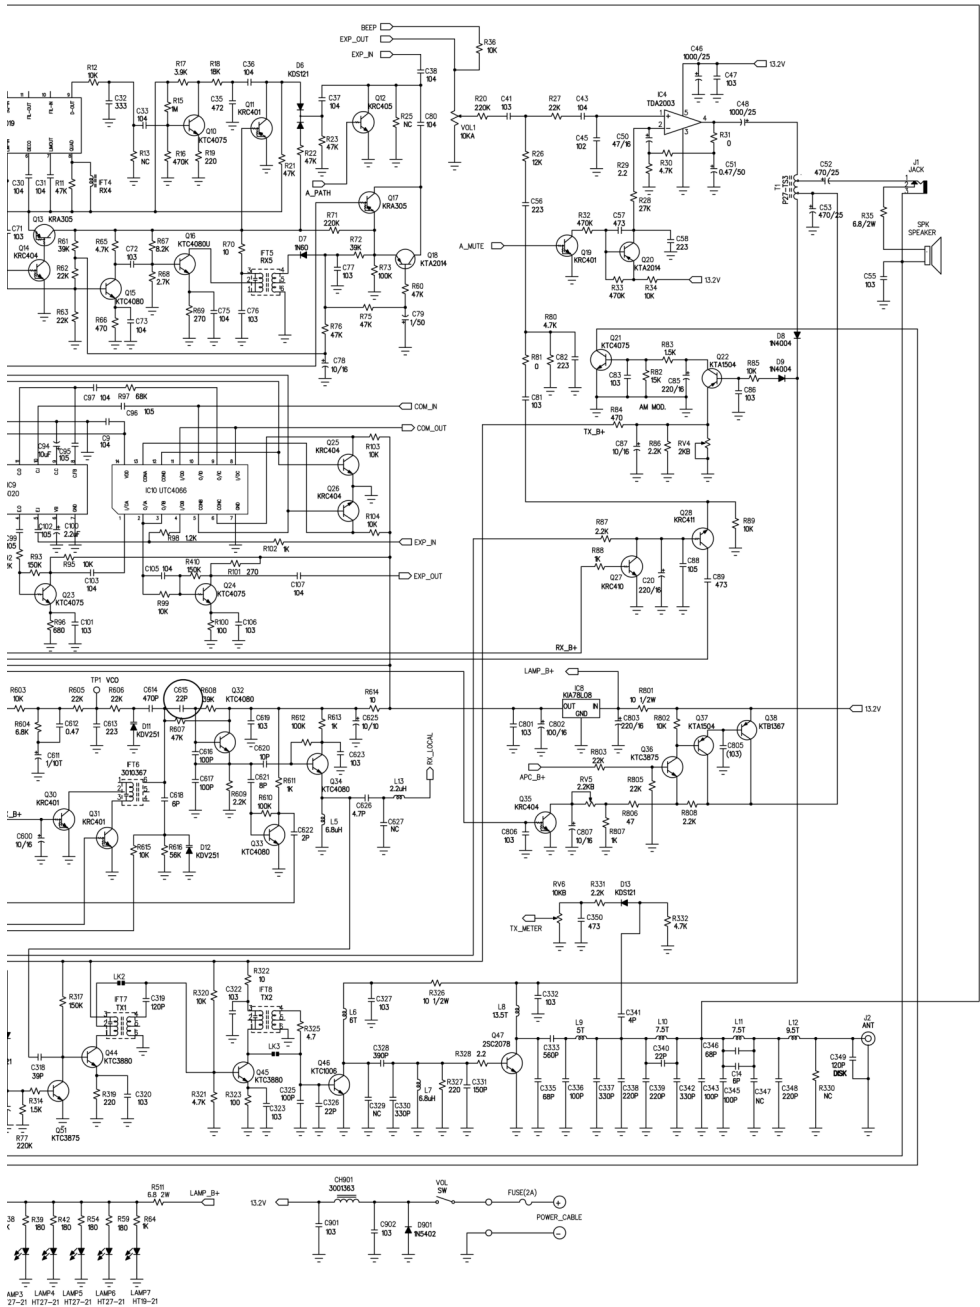 BEEP
EXP_OUT
EXP_IN
R36
10K
C46
1000/25
C47
103
13.2V
IC4
TDA2003
R12
10K
R17
3.9K
R18
18K
C36
104
D6
KDS121
C38
104
C32
333
C33
104
R15
1M
C35
472
Q11
KRC401
C37
104
Q12
KRC405
R25
NC
C80
104
VOL1
10KA
R20
220K
C41
103
R27
22K
C43
104
C45
102
C50
47/16
C48
1000/25
R31
0
C51
0.47/50
R30
4.7K
R29
2.2
R28
27K
FIL-OUT
FIL-IN
D-OUT
DECO
LIMOUT
QUAD
Q10
KTC4075
R13
NC
R16
470K
R19
220
R21
47K
R22
47K
R23
47K
A_PATH
C30
104
C31
104
R11
47K
IFT4
RX4
R26
12K
C56
223
T1
P27-TS3
C52
470/25
C53
470/25
J1
JACK
R35
6.8/2W
SPK
SPEAKER
C55
103
Q17
KRA305
Q13
KRA305
C71
103
Q14
KRC404
R61
39K
R62
22K
R63
22K
R65
4.7K
C72
103
R67
8.2K
R68
2.7K
Q16
KTC4080U
Q15
KTC4080
R66
470
C73
104
R69
270
C75
104
R70
10
IFT5
RX5
C76
103
R71
220K
D7
1N60
R72
39K
C77
103
R73
100K
Q18
KTA2014
R60
47K
R75
47K
C79
1/50
R76
47K
C78
10/16
A_MUTE
R32
470K
C57
473
Q19
KRC401
Q20
KTA2014
C58
223
R33
470K
R34
10K
13.2V
R80
4.7K
R81
0
C82
223
C81
103
Q21
KTC4075
R83
1.5K
Q22
KTA1504
C83
103
R82
15K
C85
220/16
AM MOD.
R85
10K
C86
103
D8
1N4004
D9
1N4004
R84
470
TX_B+
C87
10/16
R86
2.2K
RV4
2KB
C97 104
R97
68K
C96
105
C9
104
C94
10uF
C95
105
COM_IN
COM_OUT
Q25
KRC404
R103
10K
Q26
KRC404
R104
10K
IC10 UTC4066
VDD
CONA
COND
I/OD
O/ID
O/IC
I/OC
I/OA
O/IA
O/IB
I/OB
CONB
CONC
GND
C99
105
C102
105
C100
2.2uF
R98 1.2K
R102 1K
EXP_IN
R93
150K
R95 10K
C103
104
C105 104
R410
150K
R101 270
C107
104
EXP_OUT
Q23
KTC4075
R99
10K
Q24
KTC4075
R96
680
C101
103
R100
100
C106
103
R87
2.2K
Q28
KRC411
R89
10K
R88
1K
Q27
KRC410
C20
220/16
C88
105
C89
473
RX_B+
LAMP_B+
R603
10K
R604
6.8K
R605
22K
TP1 VCO
R606
22K
C614
470P
C615
22P
R608
39K
Q32
KTC4080
R614
10
C612
0.47
C613
223
D11
KDV251
R607
47K
C619
103
R612
100K
R613
1K
C625
10/10
C611
1/10T
IFT6
3010367
C616
100P
C617
100P
C620
10P
C623
103
RX_LOCAL
C621
8P
R611
1K
Q34
KTC4080
L13
2.2uH
C618
6P
R609
2.2K
R610
100K
L5
6.8uH
C626
4.7P
C627
NC
Q33
KTC4080
C622
2P
Q30
KRC401
Q31
KRC401
C600
10/16
R615
10K
R616
56K
D12
KDV251
IC8
KIA78L08
OUT IN
GND
R801
10 1/2W
13.2V
C801
103
C802
100/16
C803
220/16
R802
10K
Q37
KTA1504
Q38
KTB1367
C805
(103)
R803
22K
Q36
KTC3875
APC_B+
RV5
2.2KB
R805
22K
Q35
KRC404
R806
47
R808
2.2K
C806
103
C807
10/16
R807
1K
RV6
10KB
R331
2.2K
D13
KDS121
TX_METER
C350
473
R332
4.7K
LK2
R317
150K
IFT7
TX1
C319
120P
R320
10K
C322
103
R322
10
IFT8
TX2
LK3
R325
4.7
L6
6T
C327
103
R326
10 1/2W
L8
13.5T
C332
103
C341
4P
L9
5T
L10
7.5T
L11
7.5T
L12
9.5T
J2
ANT
C318
39P
Q44
KTC3880
Q45
KTC3880
C325
100P
Q46
KTC1006
C328
390P
R328 2.2
Q47
2SC2078
C333
560P
C340
22P
C346
68P
C14
6P
C349
120P
DISK
R314
1.5K
R77
220K
Q51
KTC3875
R319
220
C320
103
R321
4.7K
R323
100
C323
103
C326
22P
C329
NC
C330
330P
L7
6.8uH
R327
220
C331
150P
C335
68P
C336
100P
C337
330P
C338
220P
C339
220P
C342
330P
C343
100P
C345
100P
C347
NC
C348
220P
R330
NC
R511
6.8 2W
LAMP_B+
R39
180
R42
180
R54
180
R59
180
R64
1K
LAMP4
HT27-21
LAMP5
HT27-21
LAMP6
HT27-21
LAMP7
HT19-21
13.2V
CH901
3001363
C901
103
C902
103
D901
1N5402
VOL
SW
FUSE(2A)
POWER_CABLE